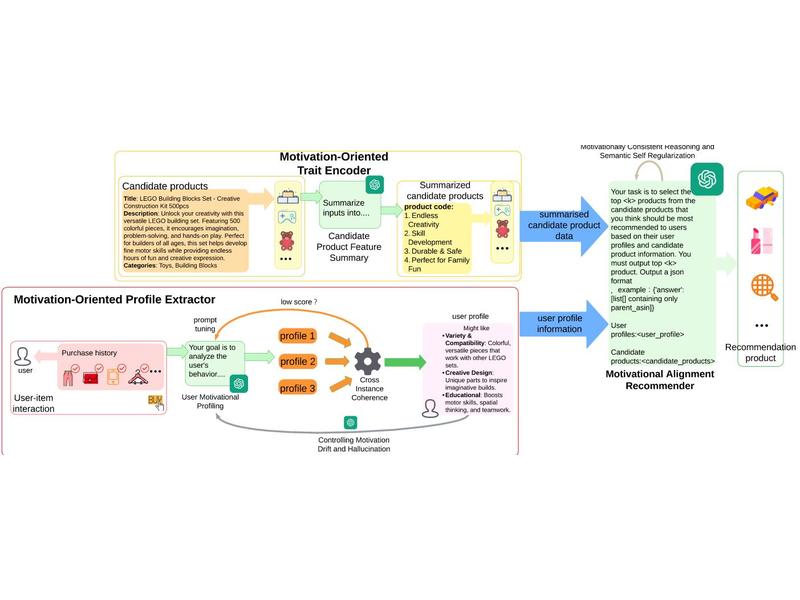 Motivation-Oriented
Trait Encoder
Candidate products
Title: LEGO Building Blocks Set - Creative
Construction Kit 500pcs
Description: Unlock your creativity with this
versatile LEGO building set. Featuring 500
colorful pieces, it encourages imagination,
problem-solving, and hands-on play. Perfect
for builders of all ages, this set helps develop
fine motor skills while providing endless
hours of fun and creative expression.
Categories: Toys, Building Blocks
Summarize
inputs into....
Candidate
Product Feature
Summary
Summarized
candidate products
product code:
1. Endless
Creativity
2. Skill
Development
3. Durable & Safe
4. Perfect for Family
Fun
summarised
candidate product
data
Motivation-Oriented Profile Extractor
user
Purchase history
User-item
interaction
BUY
prompt
tuning
low score ?
Your goal is to
analyze the
user's
behavior....
User Motivational
Profiling
profile 1
profile 2
profile 3
Cross
Instance
Coherence
Controlling Motivation
Drift and Hallucination
user profile
Might like
•Variety &
Compatibility: Colorful,
versatile pieces that
work with other LEGO
sets.
•Creative Design:
Unique parts to inspire
imaginative builds.
•Educational: Boosts
motor skills, spatial
thinking, and teamwork.
user profile
information
Motivationally Consistent Reasoning and
Semantic Self Regularization
Your task is to select the
top <k> products from the
candidate products that
you think should be most
recommended to users
based on their user
profiles and candidate
product information. You
must output top <k>
product. Output a json
format
, example : {'answer':
[list[] containing only
parent_asin]}
User
profiles:<user_profile>
Candidate
products:<candidate_products>
Motivational Alignment
Recommender
Recommendation
product